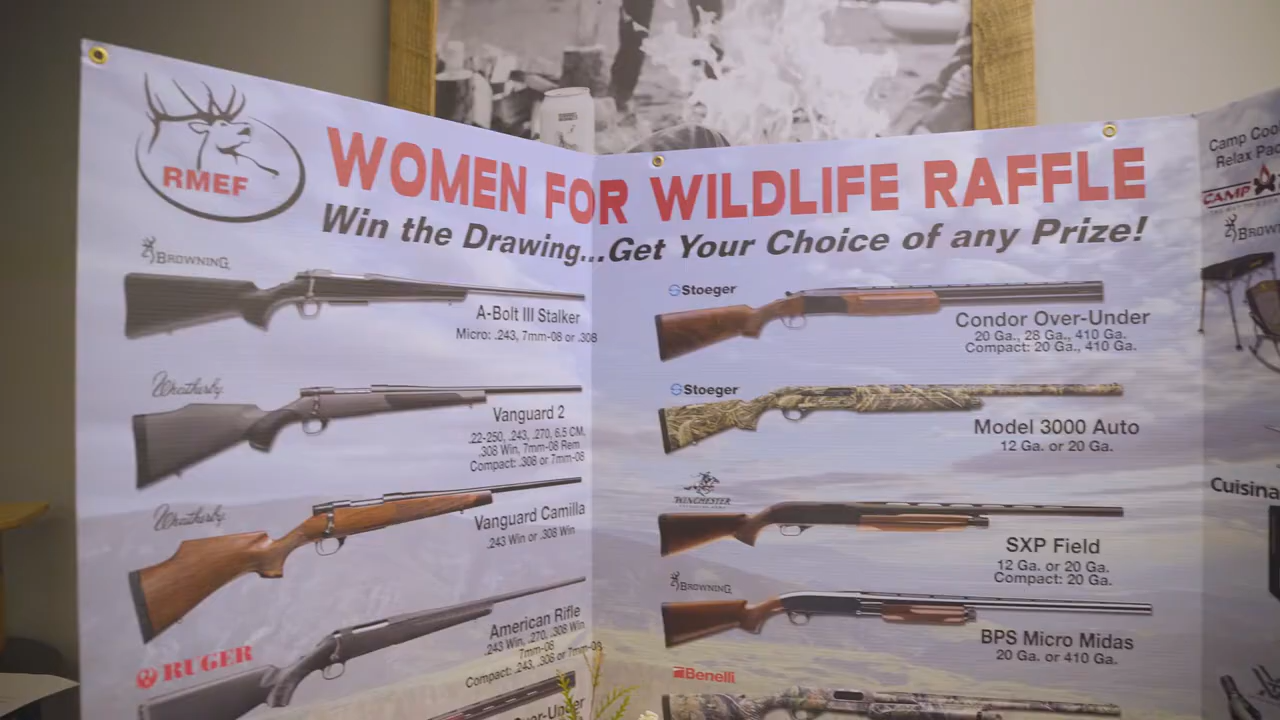 RMEF
WOMEN FOR WILDLIFE RAFFLE
Win the Drawing...Get Your Choice of any Prize!
BROWNING
A-Bolt III Stalker
Micro: .243, 7mm-08 or .308
Weatherby
Vanguard 2
.22-250, .243, .270, 6.5 CM,
.308 Win, 7mm-08 Rem
Compact: .308 or 7mm-08
Weatherby
Vanguard Camilla
.243 Win or .308 Win
RUGER
American Rifle
.243 Win, .270, .308 Win
7mm-08
Compact: .243, .308 or 7mm-08
Over-Under
Stoeger
Condor Over-Under
20 Ga., 28 Ga., 410 Ga.
Compact: 20 Ga., 410 Ga.
Stoeger
Model 3000 Auto
12 Ga. or 20 Ga.
WINCHESTER
SXP Field
12 Ga. or 20 Ga.
Compact: 20 Ga.
BROWNING
BPS Micro Midas
20 Ga. or 410 Ga.
Benelli
Camp
Relax
CAMP